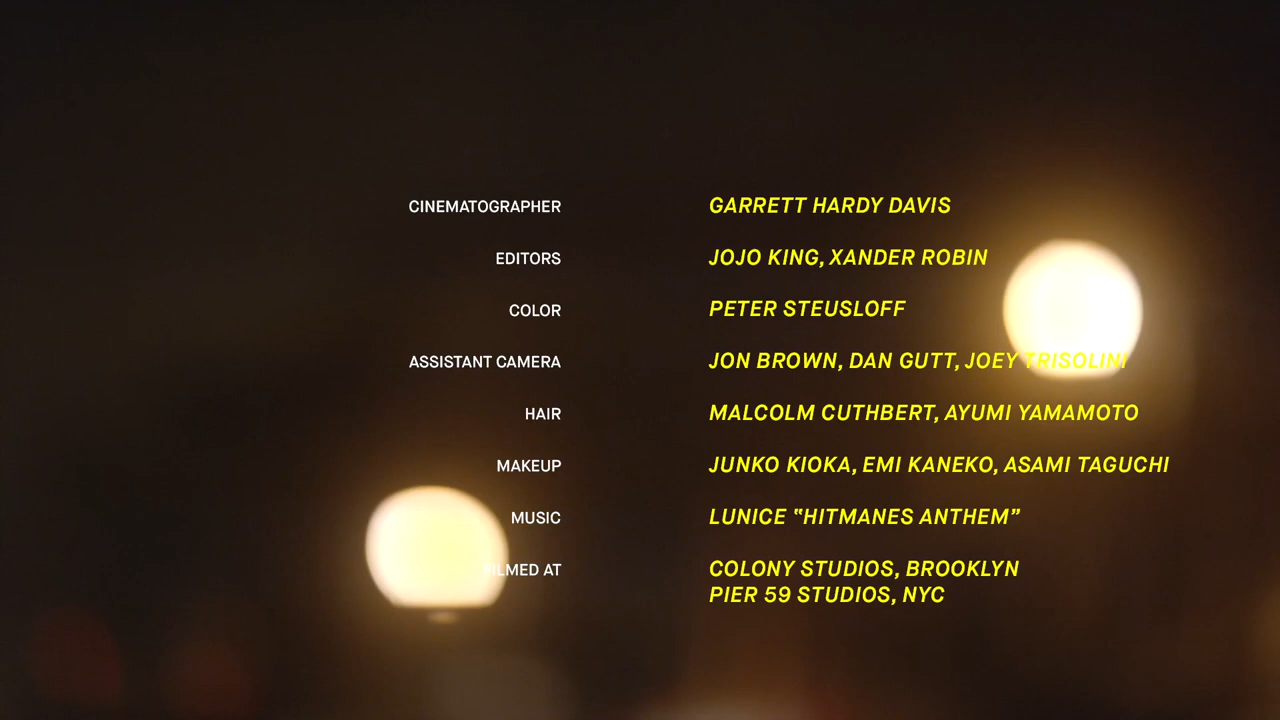 CINEMATOGRAPHER GARRETT HARDY DAVIS
EDITORS JOJO KING, XANDER ROBIN
COLOR PETER STEUSLOFF
ASSISTANT CAMERA JON BROWN, DAN GUTT, JOEY TRISOLINI
HAIR MALCOLM CUTHBERT, AYUMI YAMAMOTO
MAKEUP JUNKO KIOKA, EMI KANEKO, ASAMI TAGUCHI
MUSIC LUNICE “HITMANES ANTHEM”
FILMED AT COLONY STUDIOS, BROOKLYN
PIER 59 STUDIOS, NYC